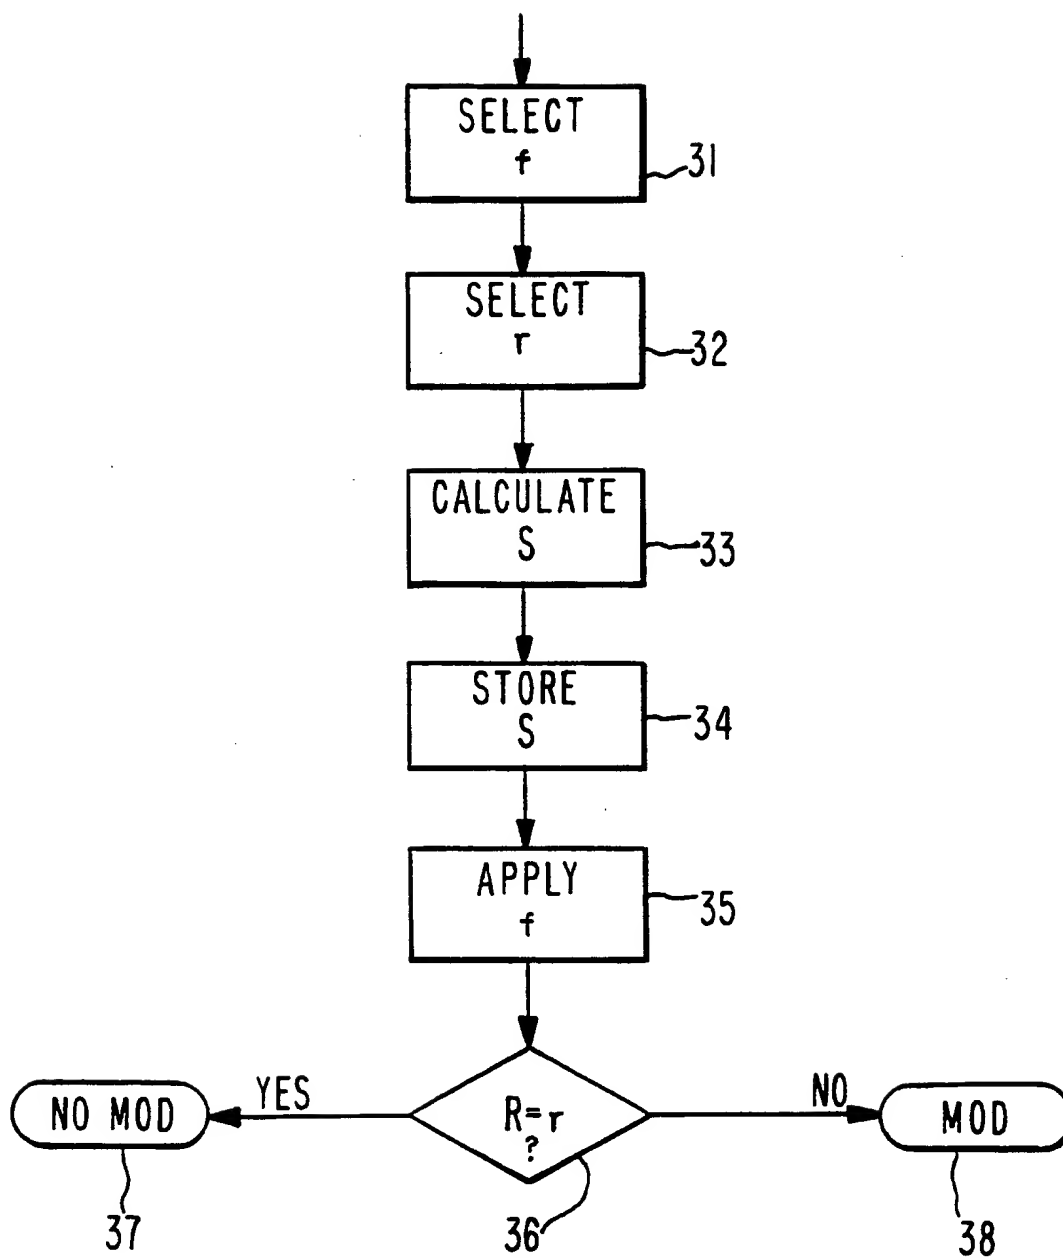 SELECT
f
31
SELECT
r
32
CALCULATE
S
33
STORE
S
34
APPLY
f
35
NO MOD
YES
R=r
?
NO
MOD
37
36
38